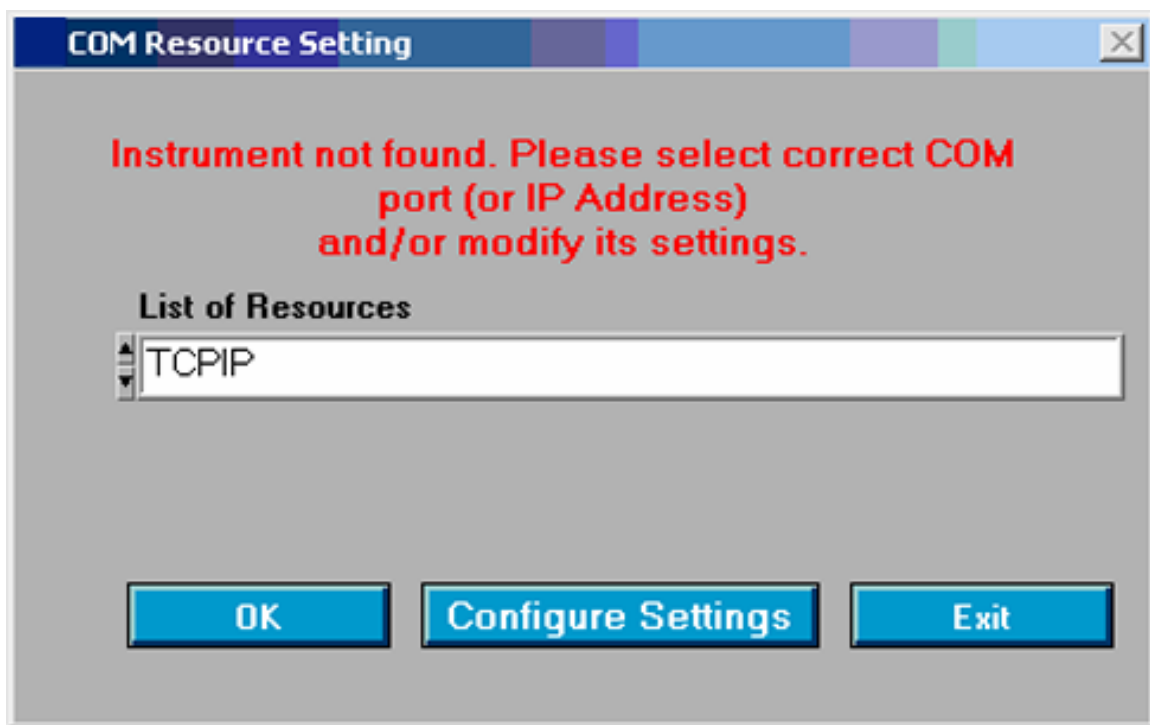 COM Resource Setting
Instrument not found. Please select correct COM
port (or IP Address)
and/or modify its settings.
List of Resources
TCPIP
OK Configure Settings Exit